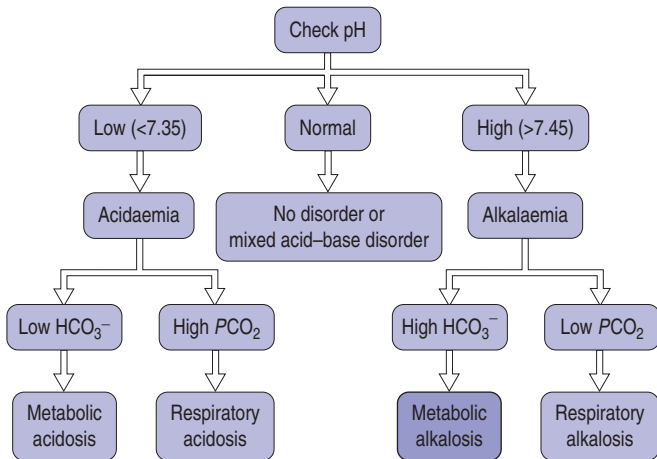 Check pH
Low (<7.35)
Normal
High (>7.45)
Acidaemia
No disorder or
mixed acid–base disorder
Alkalaemia
Low HCO₃⁻
High PCO₂
High HCO₃⁻
Low PCO₂
Metabolic
acidosis
Respiratory
acidosis
Metabolic
alkalosis
Respiratory
alkalosis